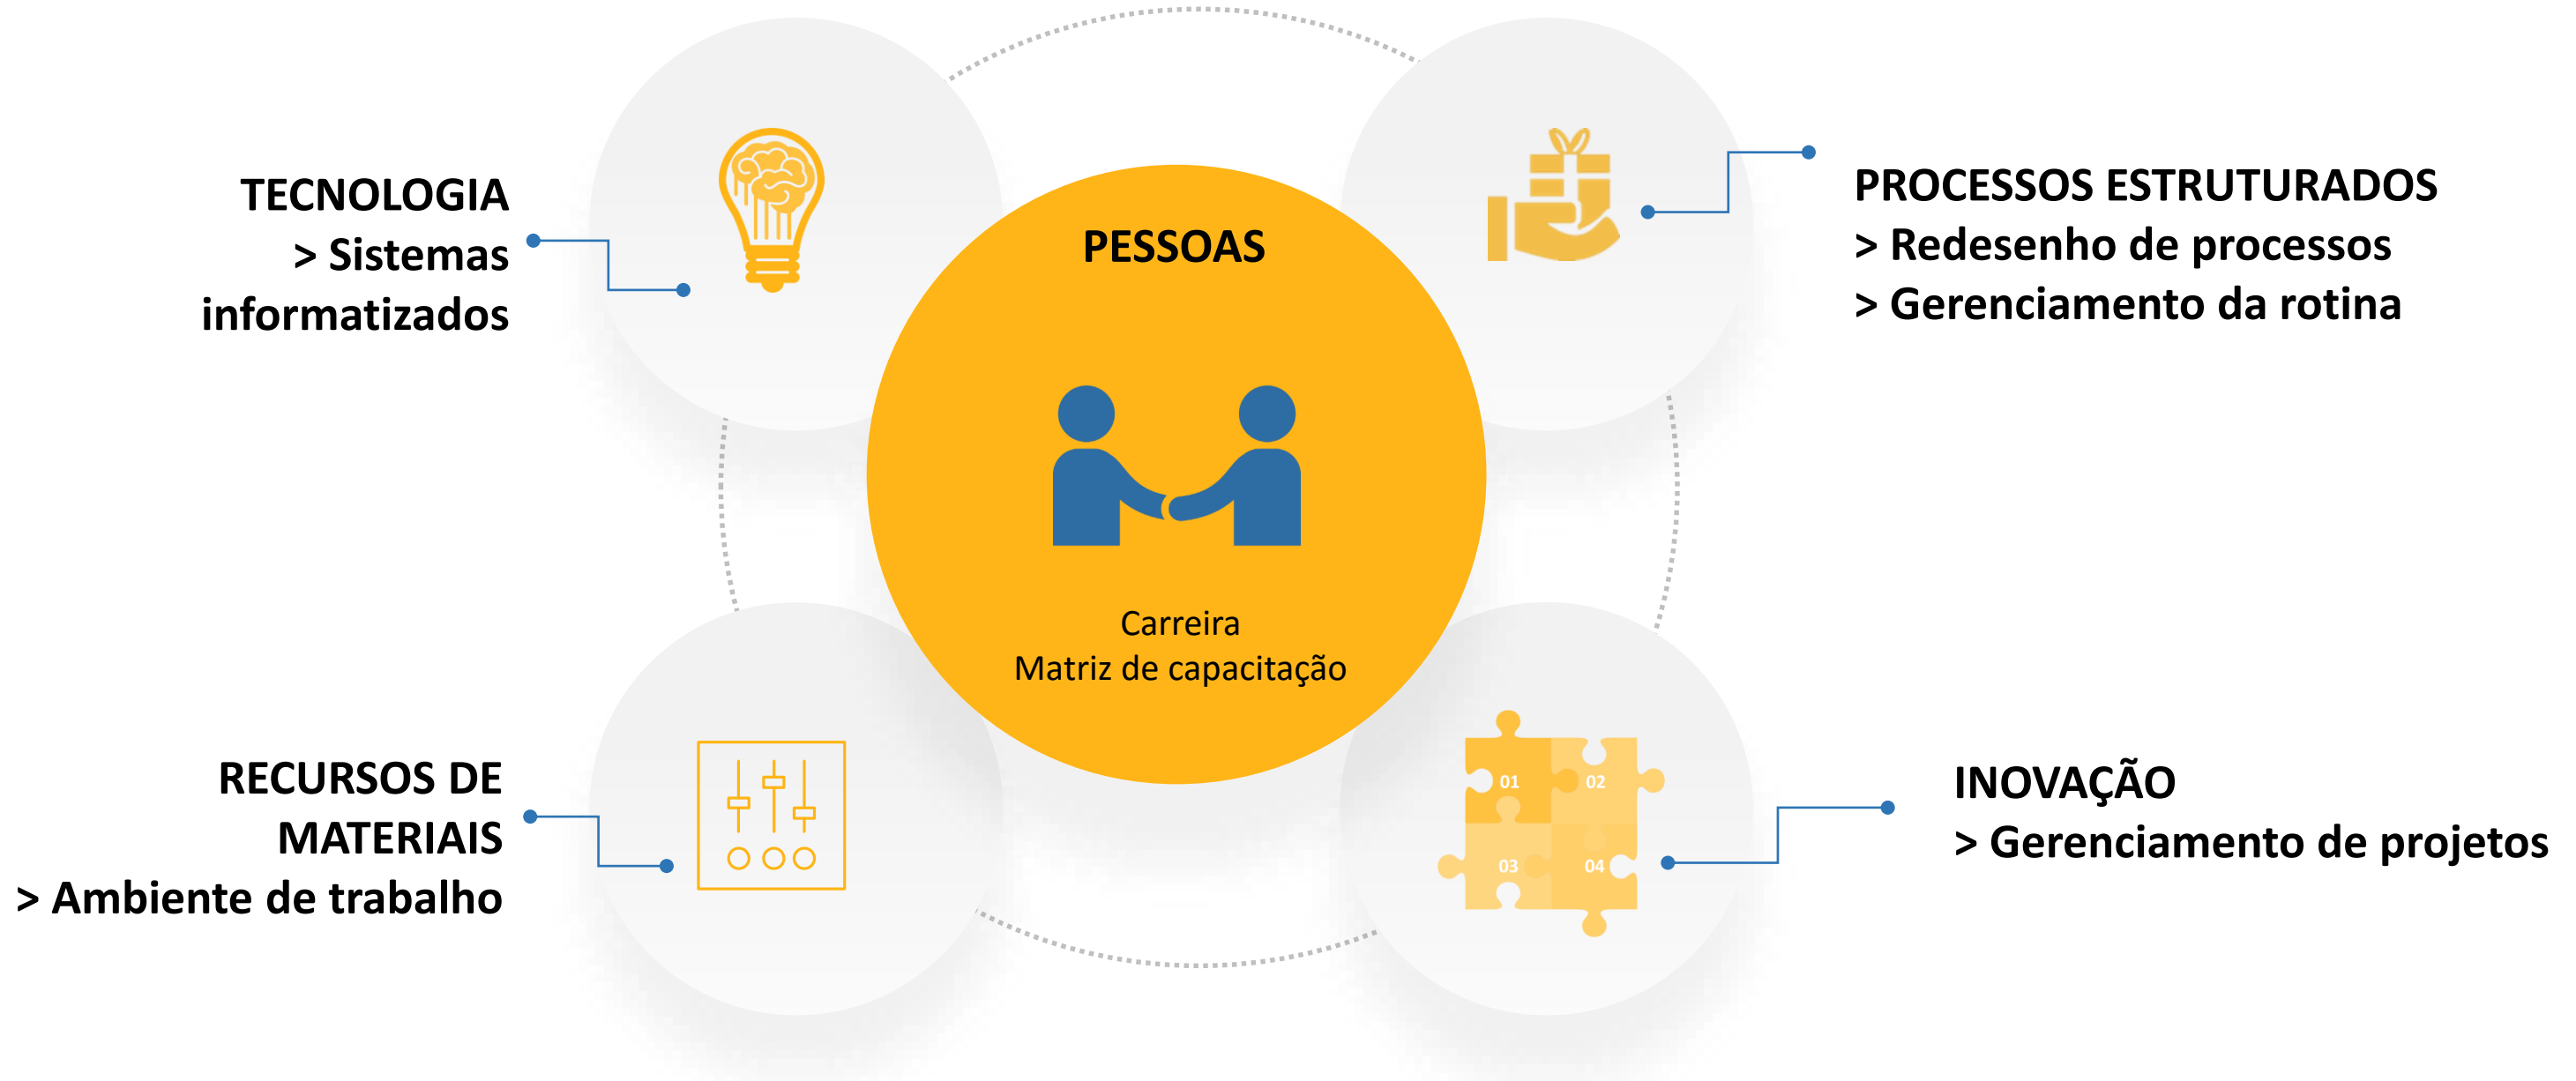 TECNOLOGIA
> Sistemas
informatizados
PESSOAS
Carreira
Matriz de capacitação
PROCESSOS ESTRUTURADOS
> Redesenho de processos
> Gerenciamento da rotina
RECURSOS DE
MATERIAIS
> Ambiente de trabalho
01
02
03
04
INOVAÇÃO
> Gerenciamento de projetos